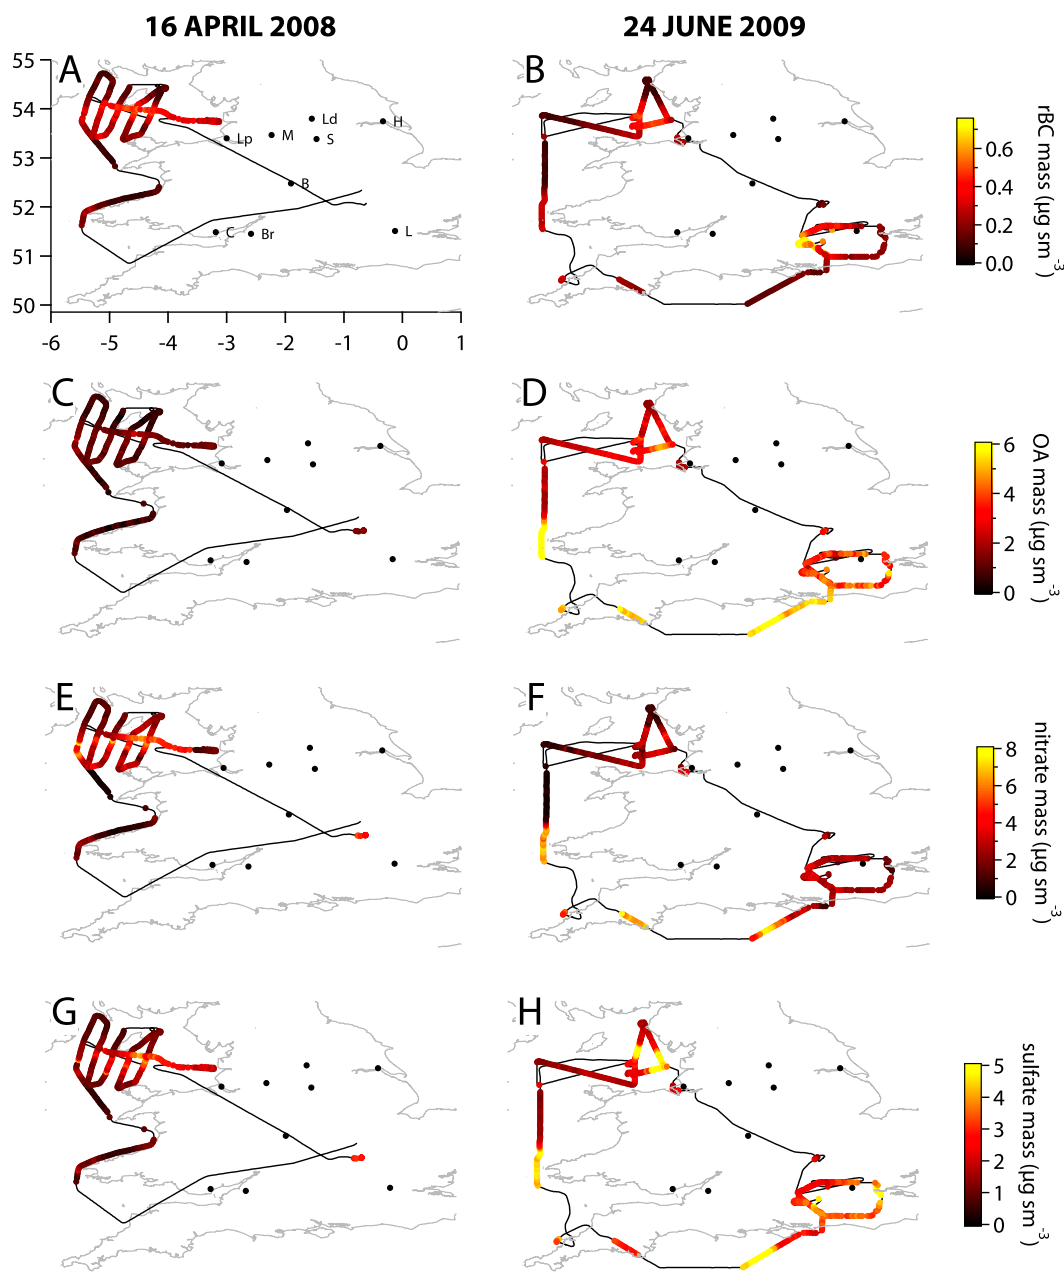 16 APRIL 2008
24 JUNE 2009
A
B
55
54
53
52
51
50
-6 -5 -4 -3 -2 -1 0 1
Ld
H
Lp
M
S
B
C
Br
L
0.6
0.4
0.2
0.0
rBC mass (µg sm⁻³)
C
D
6
4
2
0
OA mass (µg sm⁻³)
E
F
8
6
4
2
0
nitrate mass (µg sm⁻³)
G
H
5
4
3
2
1
0
sulfate mass (µg sm⁻³)